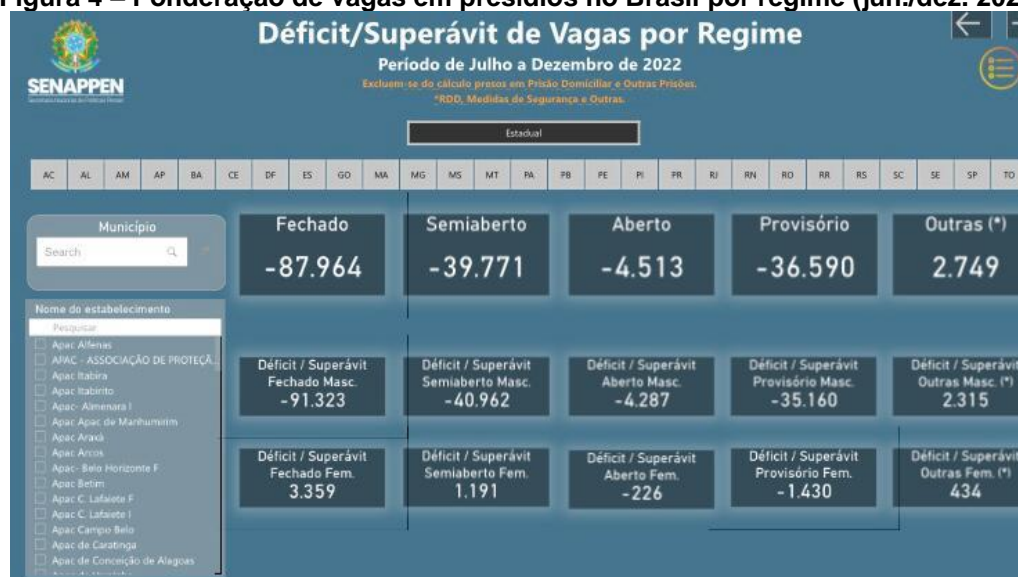 Figura 4 – Ponderação de vagas em presídios no Brasil por regime (jun./dez. 202
Déficit/Superávit de Vagas por Regime
Período de Julho a Dezembro de 2022
Excluem-se do cálculo presos em Prisão Domiciliar e Outras Prisões.
*RDD, Medidas de Segurança e Outras.
SENAPPEN
Estadual
AC AL AM AP BA CE DF ES GO MA MG MS MT PA PB PE PI PR RJ RN RO RR RS SC SE SP TO
Município
Search
Nome do estabelecimento
Pesquisar
Apac Alfenas
APAC - ASSOCIAÇÃO DE PROTEÇÃ...
Apac Itabira
Apac Itabirito
Apac- Almenara I
Apac Apac de Manhumirim
Apac Araxá
Apac Arcos
Apac- Belo Horizonte F
Apac Betim
Apac C. Lafaiete F
Apac C. Lafaiete I
Apac Campo Belo
Apac de Caratinga
Apac de Conceição de Alagoas
Fechado
-87.964
Semiaberto
-39.771
Aberto
-4.513
Provisório
-36.590
Outras (*)
2.749
Déficit / Superávit
Fechado Masc.
-91.323
Déficit / Superávit
Semiaberto Masc.
-40.962
Déficit / Superávit
Aberto Masc.
-4.287
Déficit / Superávit
Provisório Masc.
-35.160
Déficit / Superávit
Outras Masc. (*)
2.315
Déficit / Superávit
Fechado Fem.
3.359
Déficit / Superávit
Semiaberto Fem.
1.191
Déficit / Superávit
Aberto Fem.
-226
Déficit / Superávit
Provisório Fem.
-1.430
Déficit / Superávit
Outras Fem. (*)
434